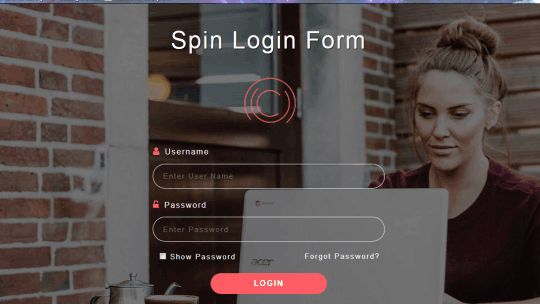 Spin Login Form
Username
Enter User Name
Password
Enter Password
Show Password
Forgot Password?
acer
LOGIN